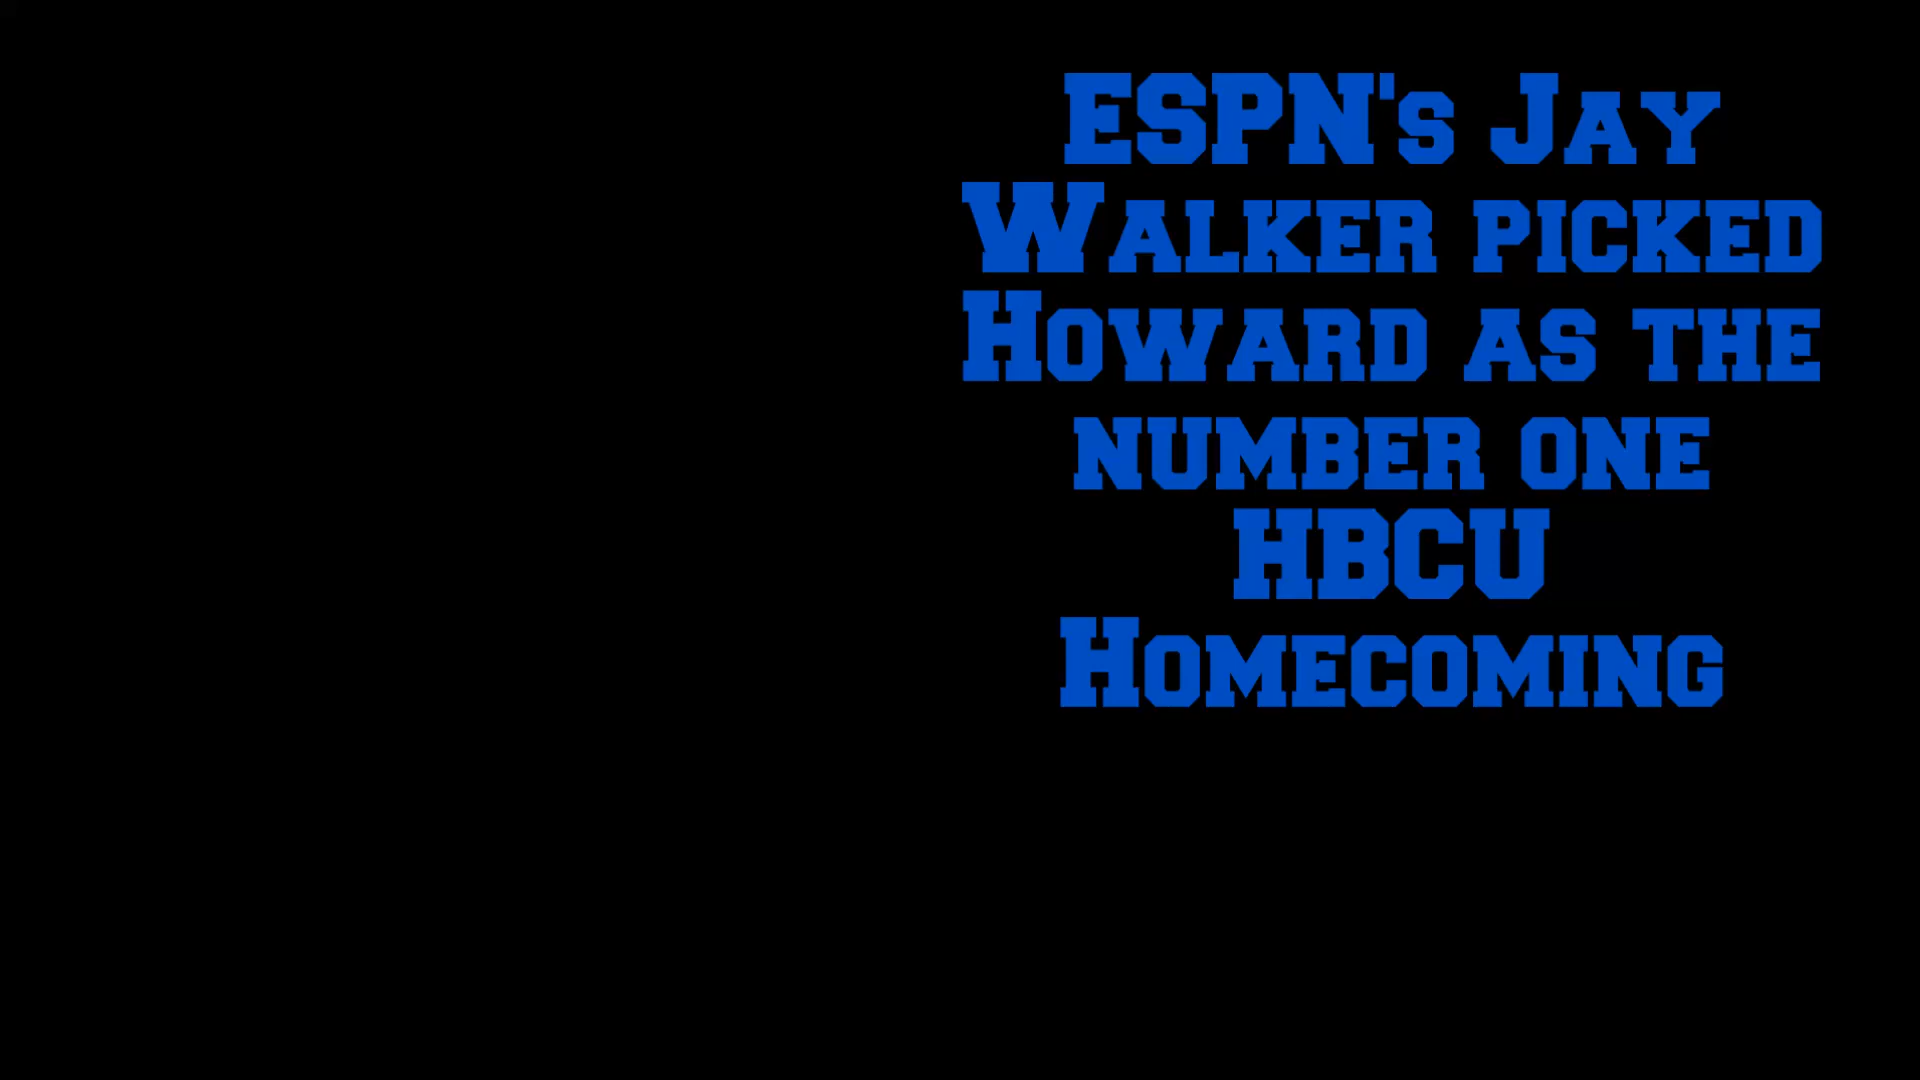 ESPN's Jay
Walker picked
Howard as the
number one
HBCU
Homecoming